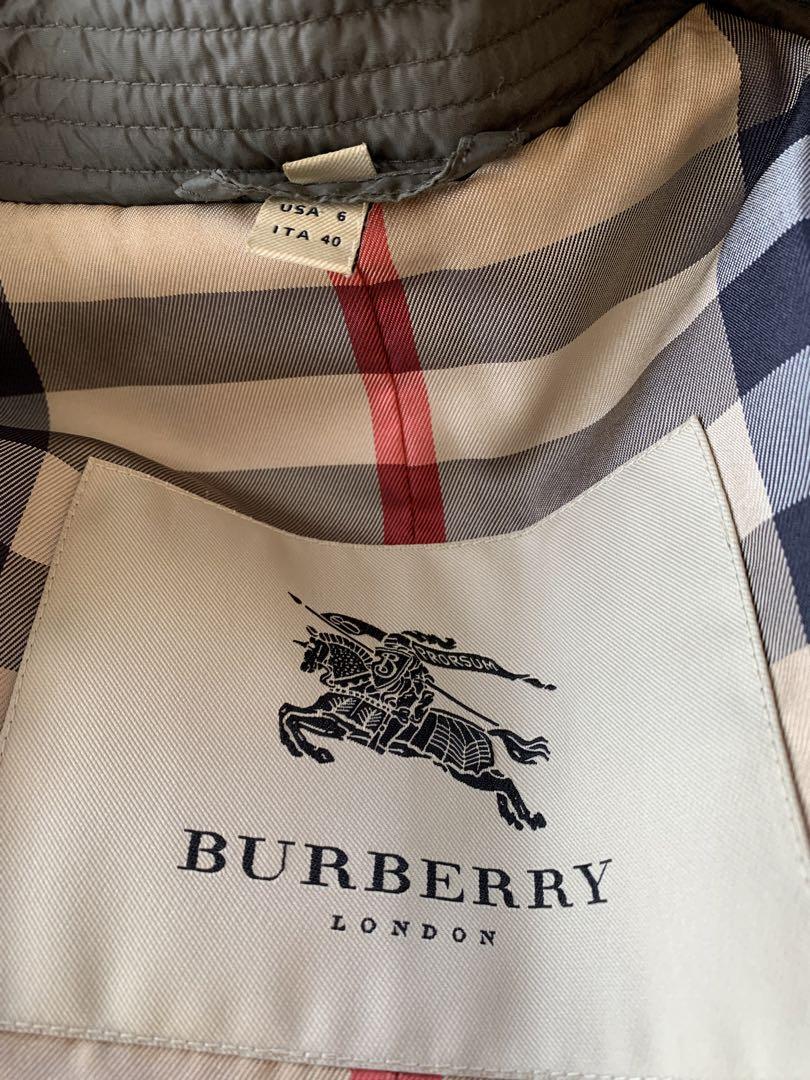 USA 6
ITA 40
PRORSUM
B
BURBERRY
LONDON